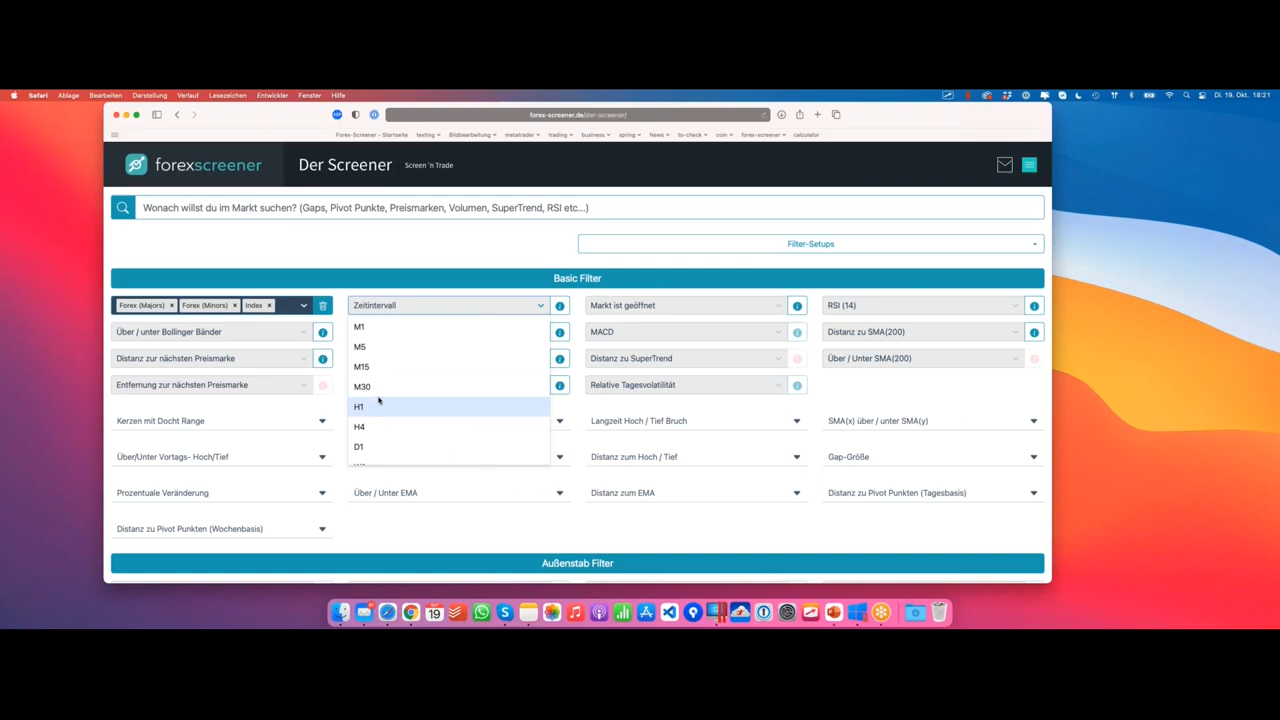 Safari Ablage Bearbeiten Darstellung Verlauf Lesezeichen Entwickler Fenster Hilfe Di. 19. Okt. 18:21
forex-screener.de/der-screener/
Forex-Screener - Startseite texting Bildbearbeitung metatrader trading business spring News to-check coin forex-screener calculator
forexscreener Der Screener Screen 'n Trade
Wonach willst du im Markt suchen? (Gaps, Pivot Punkte, Preismarken, Volumen, SuperTrend, RSI etc...)
Filter-Setups
Basic Filter
Forex (Majors) × Forex (Minors) × Index × Zeitintervall Markt ist geöffnet RSI (14)
M1
Über / unter Bollinger Bänder MACD Distanz zu SMA(200)
M5
Distanz zur nächsten Preismarke Distanz zu SuperTrend Über / Unter SMA(200)
M15
Entfernung zur nächsten Preismarke M30 Relative Tagesvolatilität
H1
Kerzen mit Docht Range H4 Langzeit Hoch / Tief Bruch SMA(x) über / unter SMA(y)
D1
Über/Unter Vortags- Hoch/Tief Distanz zum Hoch / Tief Gap-Größe
Prozentuale Veränderung Über / Unter EMA Distanz zum EMA Distanz zu Pivot Punkten (Tagesbasis)
Distanz zu Pivot Punkten (Wochenbasis)
Außenstab Filter
19